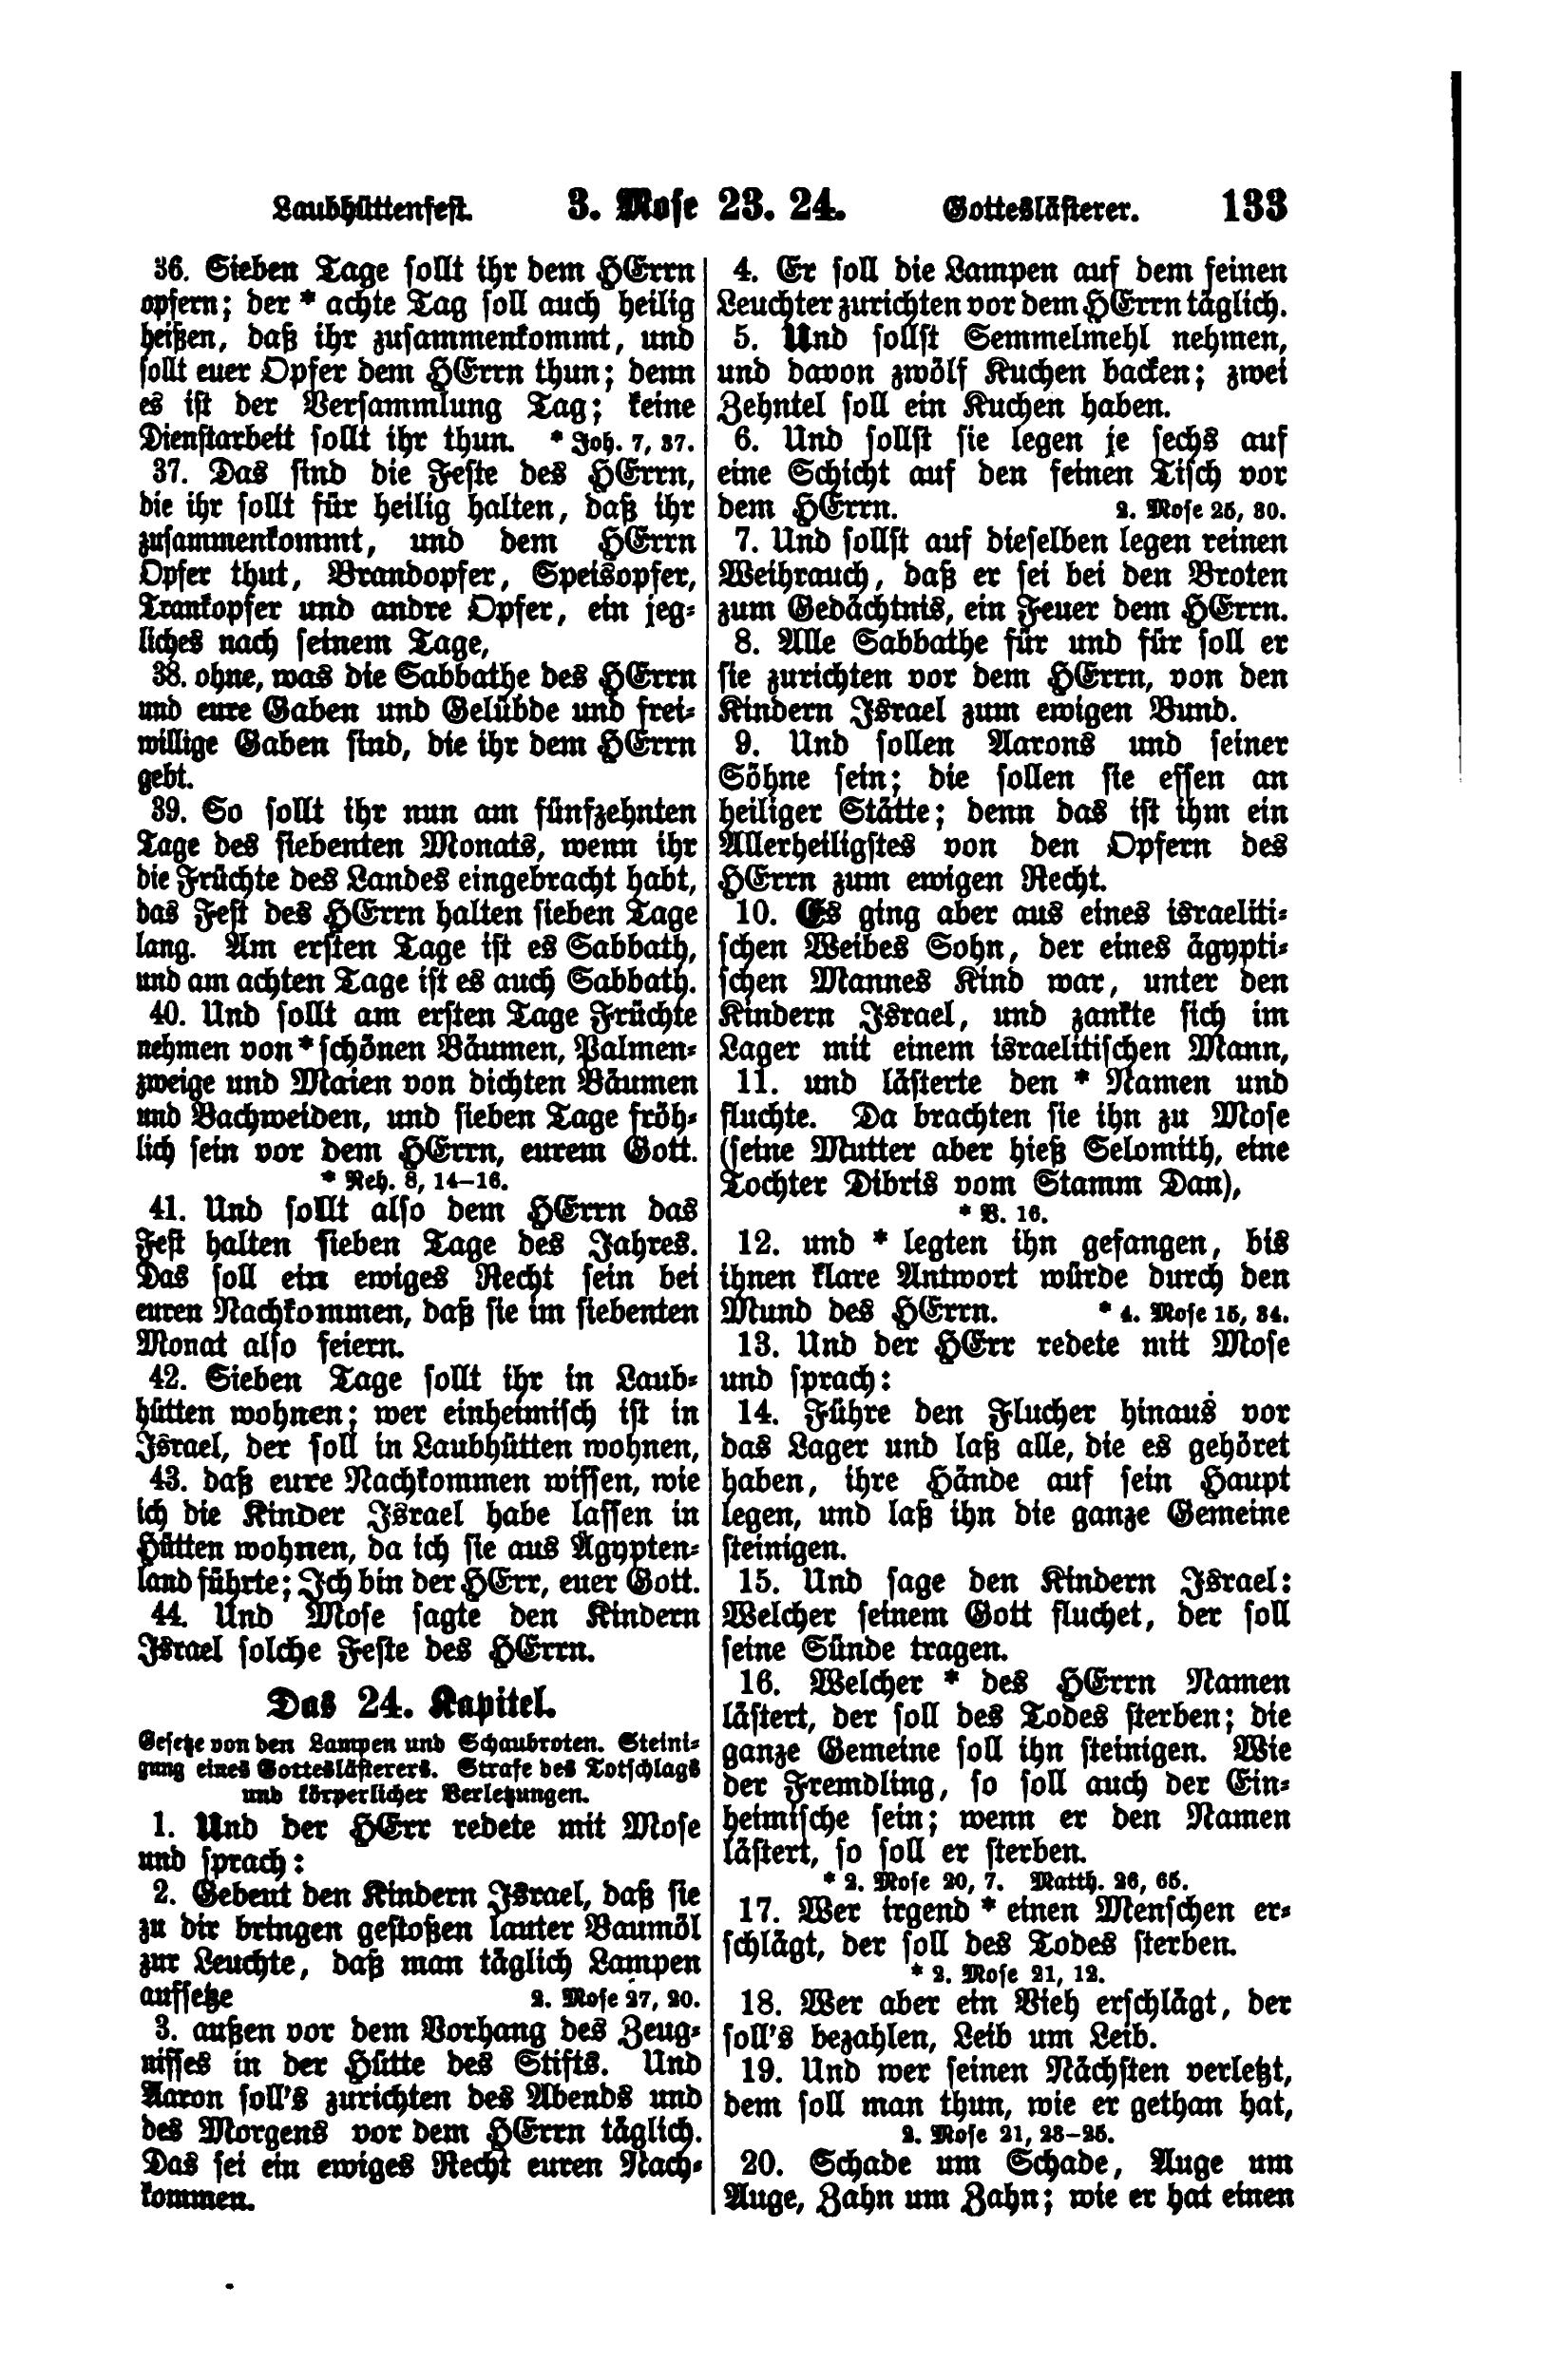 Laubhüttenfest. 3. Mose 23. 24. Gotteslästerer. 133
36. Sieben Tage sollt ihr dem HErrn
opfern; der * achte Tag soll auch heilig
heißen, daß ihr zusammenkommt, und
sollt euer Opfer dem HErrn thun; denn
es ist der Versammlung Tag; keine
Dienstarbeit sollt ihr thun. * Joh. 7, 37.
37. Das sind die Feste des HErrn,
die ihr sollt für heilig halten, daß ihr
zusammenkommt, und dem HErrn
Opfer thut, Brandopfer, Speisopfer,
Trankopfer und andre Opfer, ein jeg-
liches nach seinem Tage,
38. ohne, was die Sabbathe des HErrn
und eure Gaben und Gelübde und frei-
willige Gaben sind, die ihr dem HErrn
gebt.
39. So sollt ihr nun am fünfzehnten
Tage des siebenten Monats, wenn ihr
die Früchte des Landes eingebracht habt,
das Fest des HErrn halten sieben Tage
lang. Am ersten Tage ist es Sabbath,
und am achten Tage ist es auch Sabbath.
40. Und sollt am ersten Tage Früchte
nehmen von * schönen Bäumen, Palmen-
zweige und Maien von dichten Bäumen
und Bachweiden, und sieben Tage fröh-
lich sein vor dem HErrn, eurem Gott.
* Neh. 8, 14–16.
41. Und sollt also dem HErrn das
Fest halten sieben Tage des Jahres.
Das soll ein ewiges Recht sein bei
euren Nachkommen, daß sie im siebenten
Monat also feiern.
42. Sieben Tage sollt ihr in Laub-
hütten wohnen; wer einheimisch ist in
Israel, der soll in Laubhütten wohnen,
43. daß eure Nachkommen wissen, wie
ich die Kinder Israel habe lassen in
Hütten wohnen, da ich sie aus Ägypten-
land führte; Ich bin der HErr, euer Gott.
44. Und Mose sagte den Kindern
Israel solche Feste des HErrn.
Das 24. Kapitel.
Gesetze von den Lampen und Schaubroten. Steini-
gung eines Gotteslästerers. Strafe des Totschlags
und körperlicher Verletzungen.
1. Und der HErr redete mit Mose
und sprach:
2. Gebeut den Kindern Israel, daß sie
zu dir bringen gestoßen lauter Baumöl
zur Leuchte, daß man täglich Lampen
aufsetze 2. Mose 27, 20.
3. außen vor dem Vorhang des Zeug-
nisses in der Hütte des Stifts. Und
Aaron soll's zurichten des Abends und
des Morgens vor dem HErrn täglich.
Das sei ein ewiges Recht euren Nach-
kommen.
4. Er soll die Lampen auf dem feinen
Leuchter zurichten vor dem HErrn täglich.
5. Und sollst Semmelmehl nehmen,
und davon zwölf Kuchen backen; zwei
Zehntel soll ein Kuchen haben.
6. Und sollst sie legen je sechs auf
eine Schicht auf den feinen Tisch vor
dem HErrn. 2. Mose 25, 30.
7. Und sollst auf dieselben legen reinen
Weihrauch, daß er sei bei den Broten
zum Gedächtnis, ein Feuer dem HErrn.
8. Alle Sabbathe für und für soll er
sie zurichten vor dem HErrn, von den
Kindern Israel zum ewigen Bund.
9. Und sollen Aarons und seiner
Söhne sein; die sollen sie essen an
heiliger Stätte; denn das ist ihm ein
Allerheiligstes von den Opfern des
HErrn zum ewigen Recht.
10. Es ging aber aus eines israeliti-
schen Weibes Sohn, der eines ägypti-
schen Mannes Kind war, unter den
Kindern Israel, und zankte sich im
Lager mit einem israelitischen Mann,
11. und lästerte den * Namen und
fluchte. Da brachten sie ihn zu Mose
(seine Mutter aber hieß Selomith, eine
Tochter Dibris vom Stamm Dan),
* V. 16.
12. und * legten ihn gefangen, bis
ihnen klare Antwort würde durch den
Mund des HErrn. * 4. Mose 15, 34.
13. Und der HErr redete mit Mose
und sprach:
14. Führe den Flucher hinaus vor
das Lager und laß alle, die es gehöret
haben, ihre Hände auf sein Haupt
legen, und laß ihn die ganze Gemeine
steinigen.
15. Und sage den Kindern Israel:
Welcher seinem Gott fluchet, der soll
seine Sünde tragen.
16. Welcher * des HErrn Namen
lästert, der soll des Todes sterben; die
ganze Gemeine soll ihn steinigen. Wie
der Fremdling, so soll auch der Ein-
heimische sein; wenn er den Namen
lästert, so soll er sterben.
* 2. Mose 20, 7. Matth. 26, 65.
17. Wer irgend * einen Menschen er-
schlägt, der soll des Todes sterben.
* 2. Mose 21, 12.
18. Wer aber ein Vieh erschlägt, der
soll's bezahlen, Leib um Leib.
19. Und wer seinen Nächsten verletzt,
dem soll man thun, wie er gethan hat,
2. Mose 21, 23–25.
20. Schade um Schade, Auge um
Auge, Zahn um Zahn; wie er hat einen